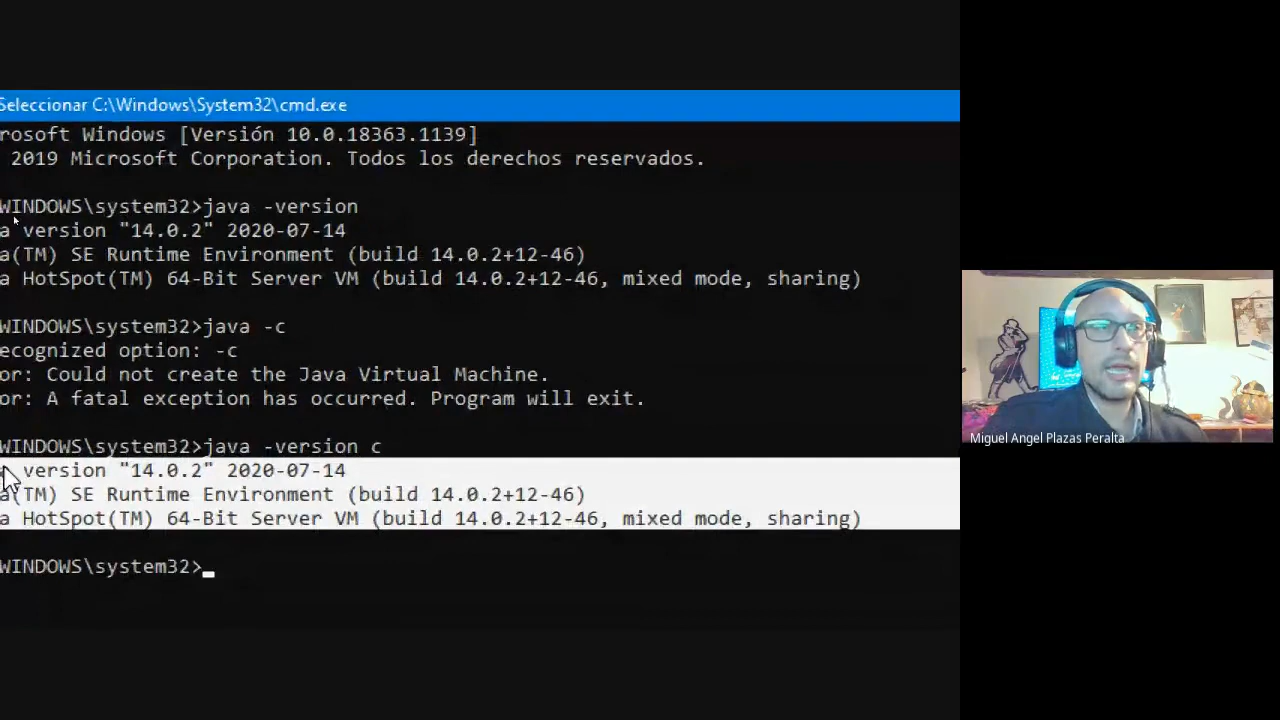 Seleccionar C:\Windows\System32\cmd.exe
rosoft Windows [Versión 10.0.18363.1139]
2019 Microsoft Corporation. Todos los derechos reservados.
WINDOWS\system32>java -version
a version "14.0.2" 2020-07-14
a(TM) SE Runtime Environment (build 14.0.2+12-46)
a HotSpot(TM) 64-Bit Server VM (build 14.0.2+12-46, mixed mode, sharing)
WINDOWS\system32>java -c
ecognized option: -c
or: Could not create the Java Virtual Machine.
or: A fatal exception has occurred. Program will exit.
WINDOWS\system32>java -version c
a version "14.0.2" 2020-07-14
a(TM) SE Runtime Environment (build 14.0.2+12-46)
a HotSpot(TM) 64-Bit Server VM (build 14.0.2+12-46, mixed mode, sharing)
WINDOWS\system32>
Miguel Angel Plazas Peralta